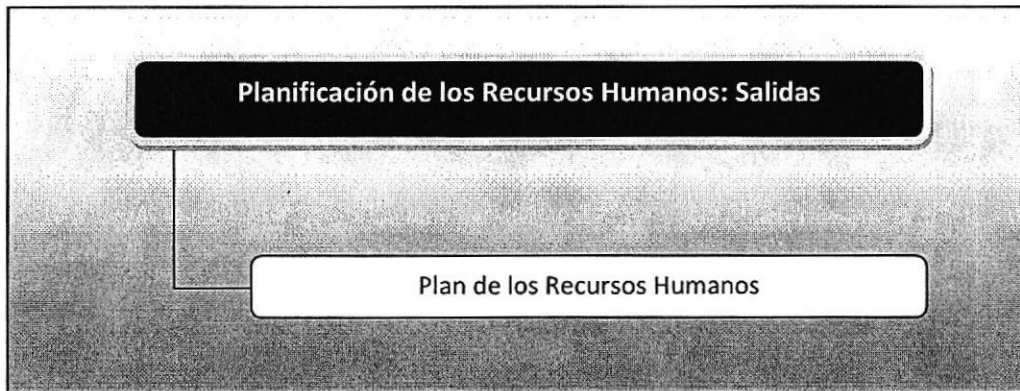 Planificación de los Recursos Humanos: Salidas
Plan de los Recursos Humanos